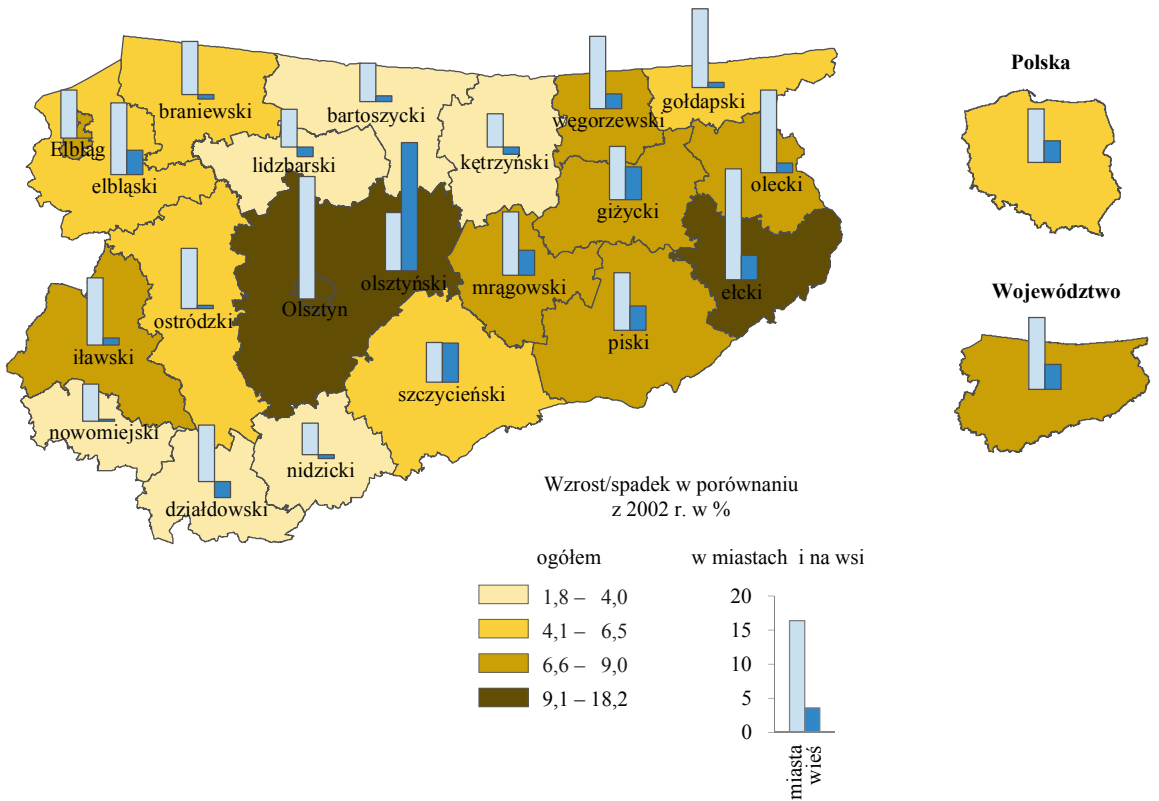 Polska
braniewski
gołdapski
bartoszycki
węgorzewski
Elbląg
lidzbarski
kętrzyński
elbląski
olecki
giżycki
olsztyński
mrągowski
ełcki
Województwo
Olsztyn
ostródzki
piski
iławski
szczycieński
nowomiejski
nidzicki
działdowski
Wzrost/spadek w porównaniu
z 2002 r. w %
ogółem
1,8 – 4,0
4,1 – 6,5
6,6 – 9,0
9,1 – 18,2
w miastach i na wsi
20
15
10
5
0
miasta
wieś